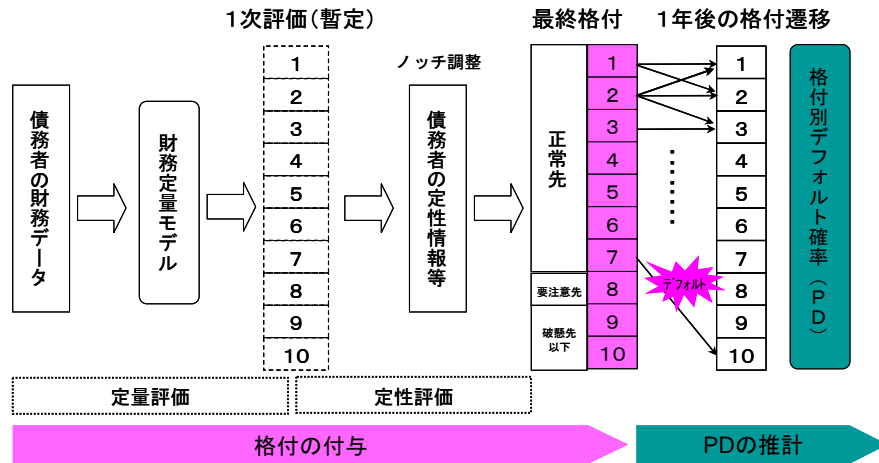 1次評価(暫定)
最終格付
1年後の格付遷移
ノッチ調整
債務者の財務データ
財務定量モデル
1
2
3
4
5
6
7
8
9
10
債務者の定性情報等
正常先
要注意先
破懸先
以下
1
2
3
4
5
6
7
8
9
10
デフォルト
1
2
3
4
5
6
7
8
9
10
格付別デフォルト確率(PD)
定量評価
定性評価
格付の付与
PDの推計